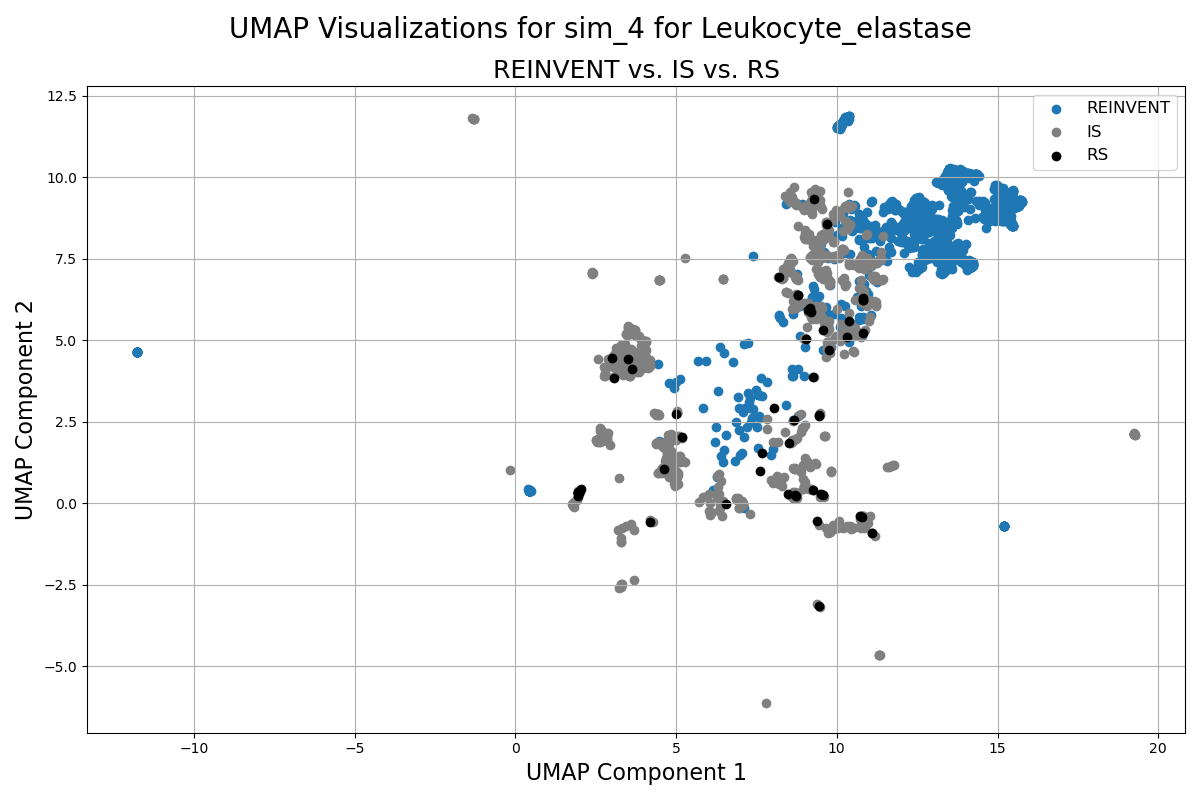 UMAP Visualizations for sim_4 for Leukocyte_elastase
REINVENT vs. IS vs. RS
REINVENT
IS
RS
12.5
10.0
7.5
5.0
2.5
0.0
−2.5
−5.0
UMAP Component 2
−10
−5
0
5
10
15
20
UMAP Component 1